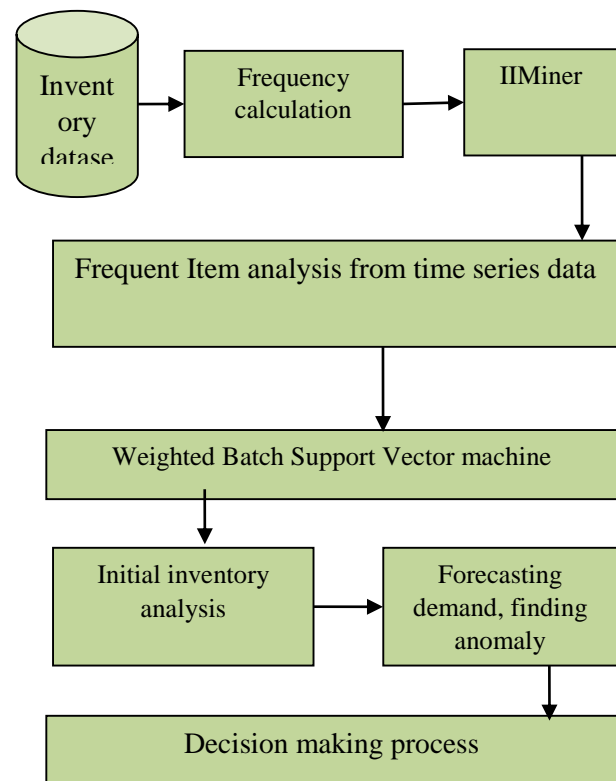 Invent
ory
datase
Frequency
calculation
IIMiner
Frequent Item analysis from time series data
Weighted Batch Support Vector machine
Initial inventory
analysis
Forecasting
demand, finding
anomaly
Decision making process